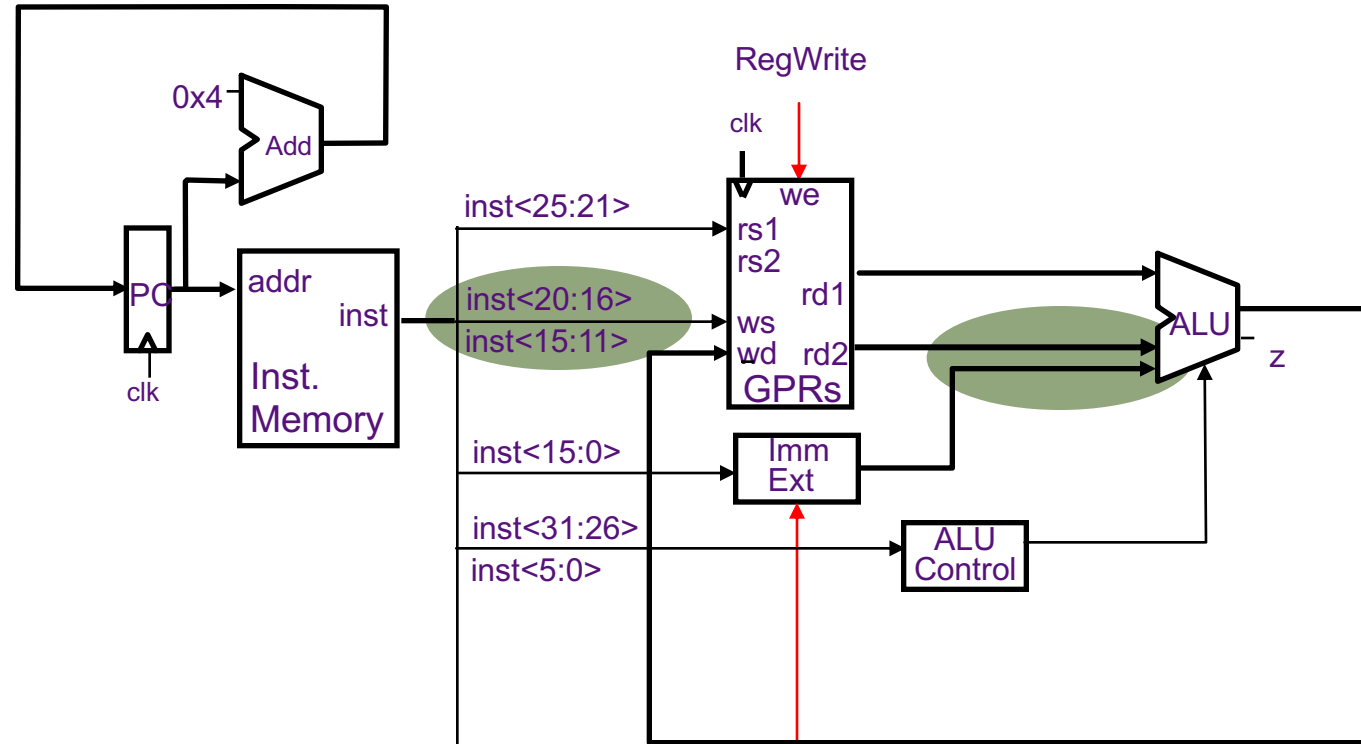 RegWrite
0x4
Add
clk
we
inst<25:21>
rs1
rs2
PC
addr
inst
inst<20:16>
rd1
ws
ALU
inst<15:11>
wd
rd2
z
clk
Inst.
Memory
GPRs
inst<15:0>
Imm
Ext
inst<31:26>
inst<5:0>
ALU
Control